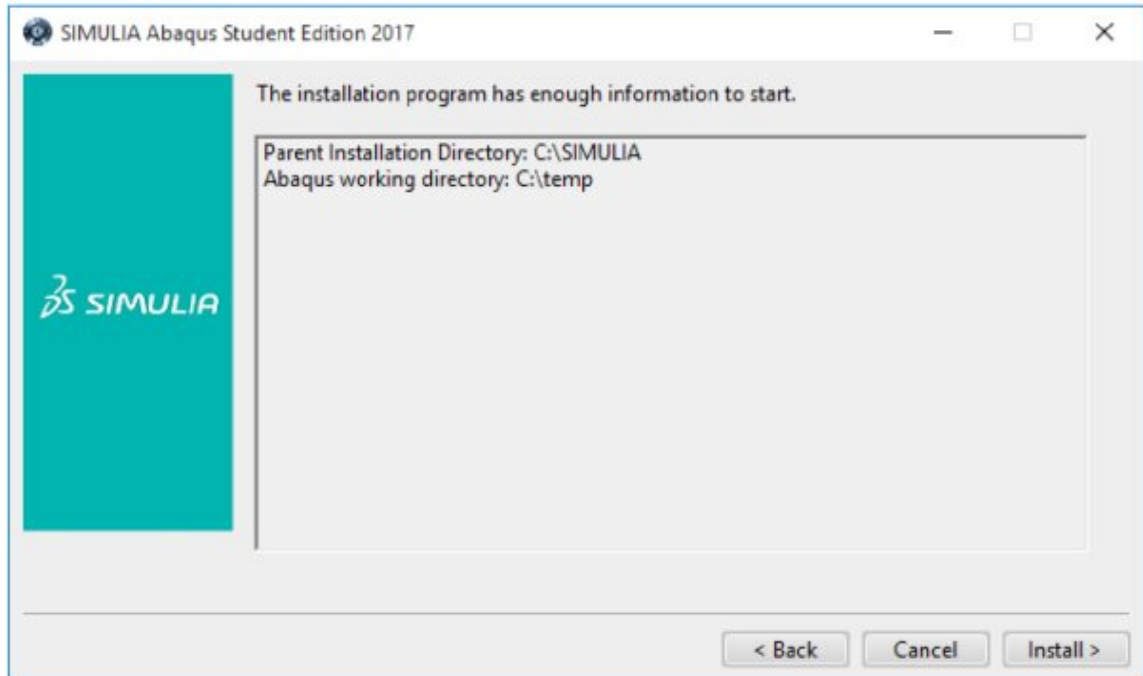 SIMULIA Abaqus Student Edition 2017
The installation program has enough information to start.
Parent Installation Directory: C:\SIMULIA
Abaqus working directory: C:\temp
3DS SIMULIA
< Back
Cancel
Install >